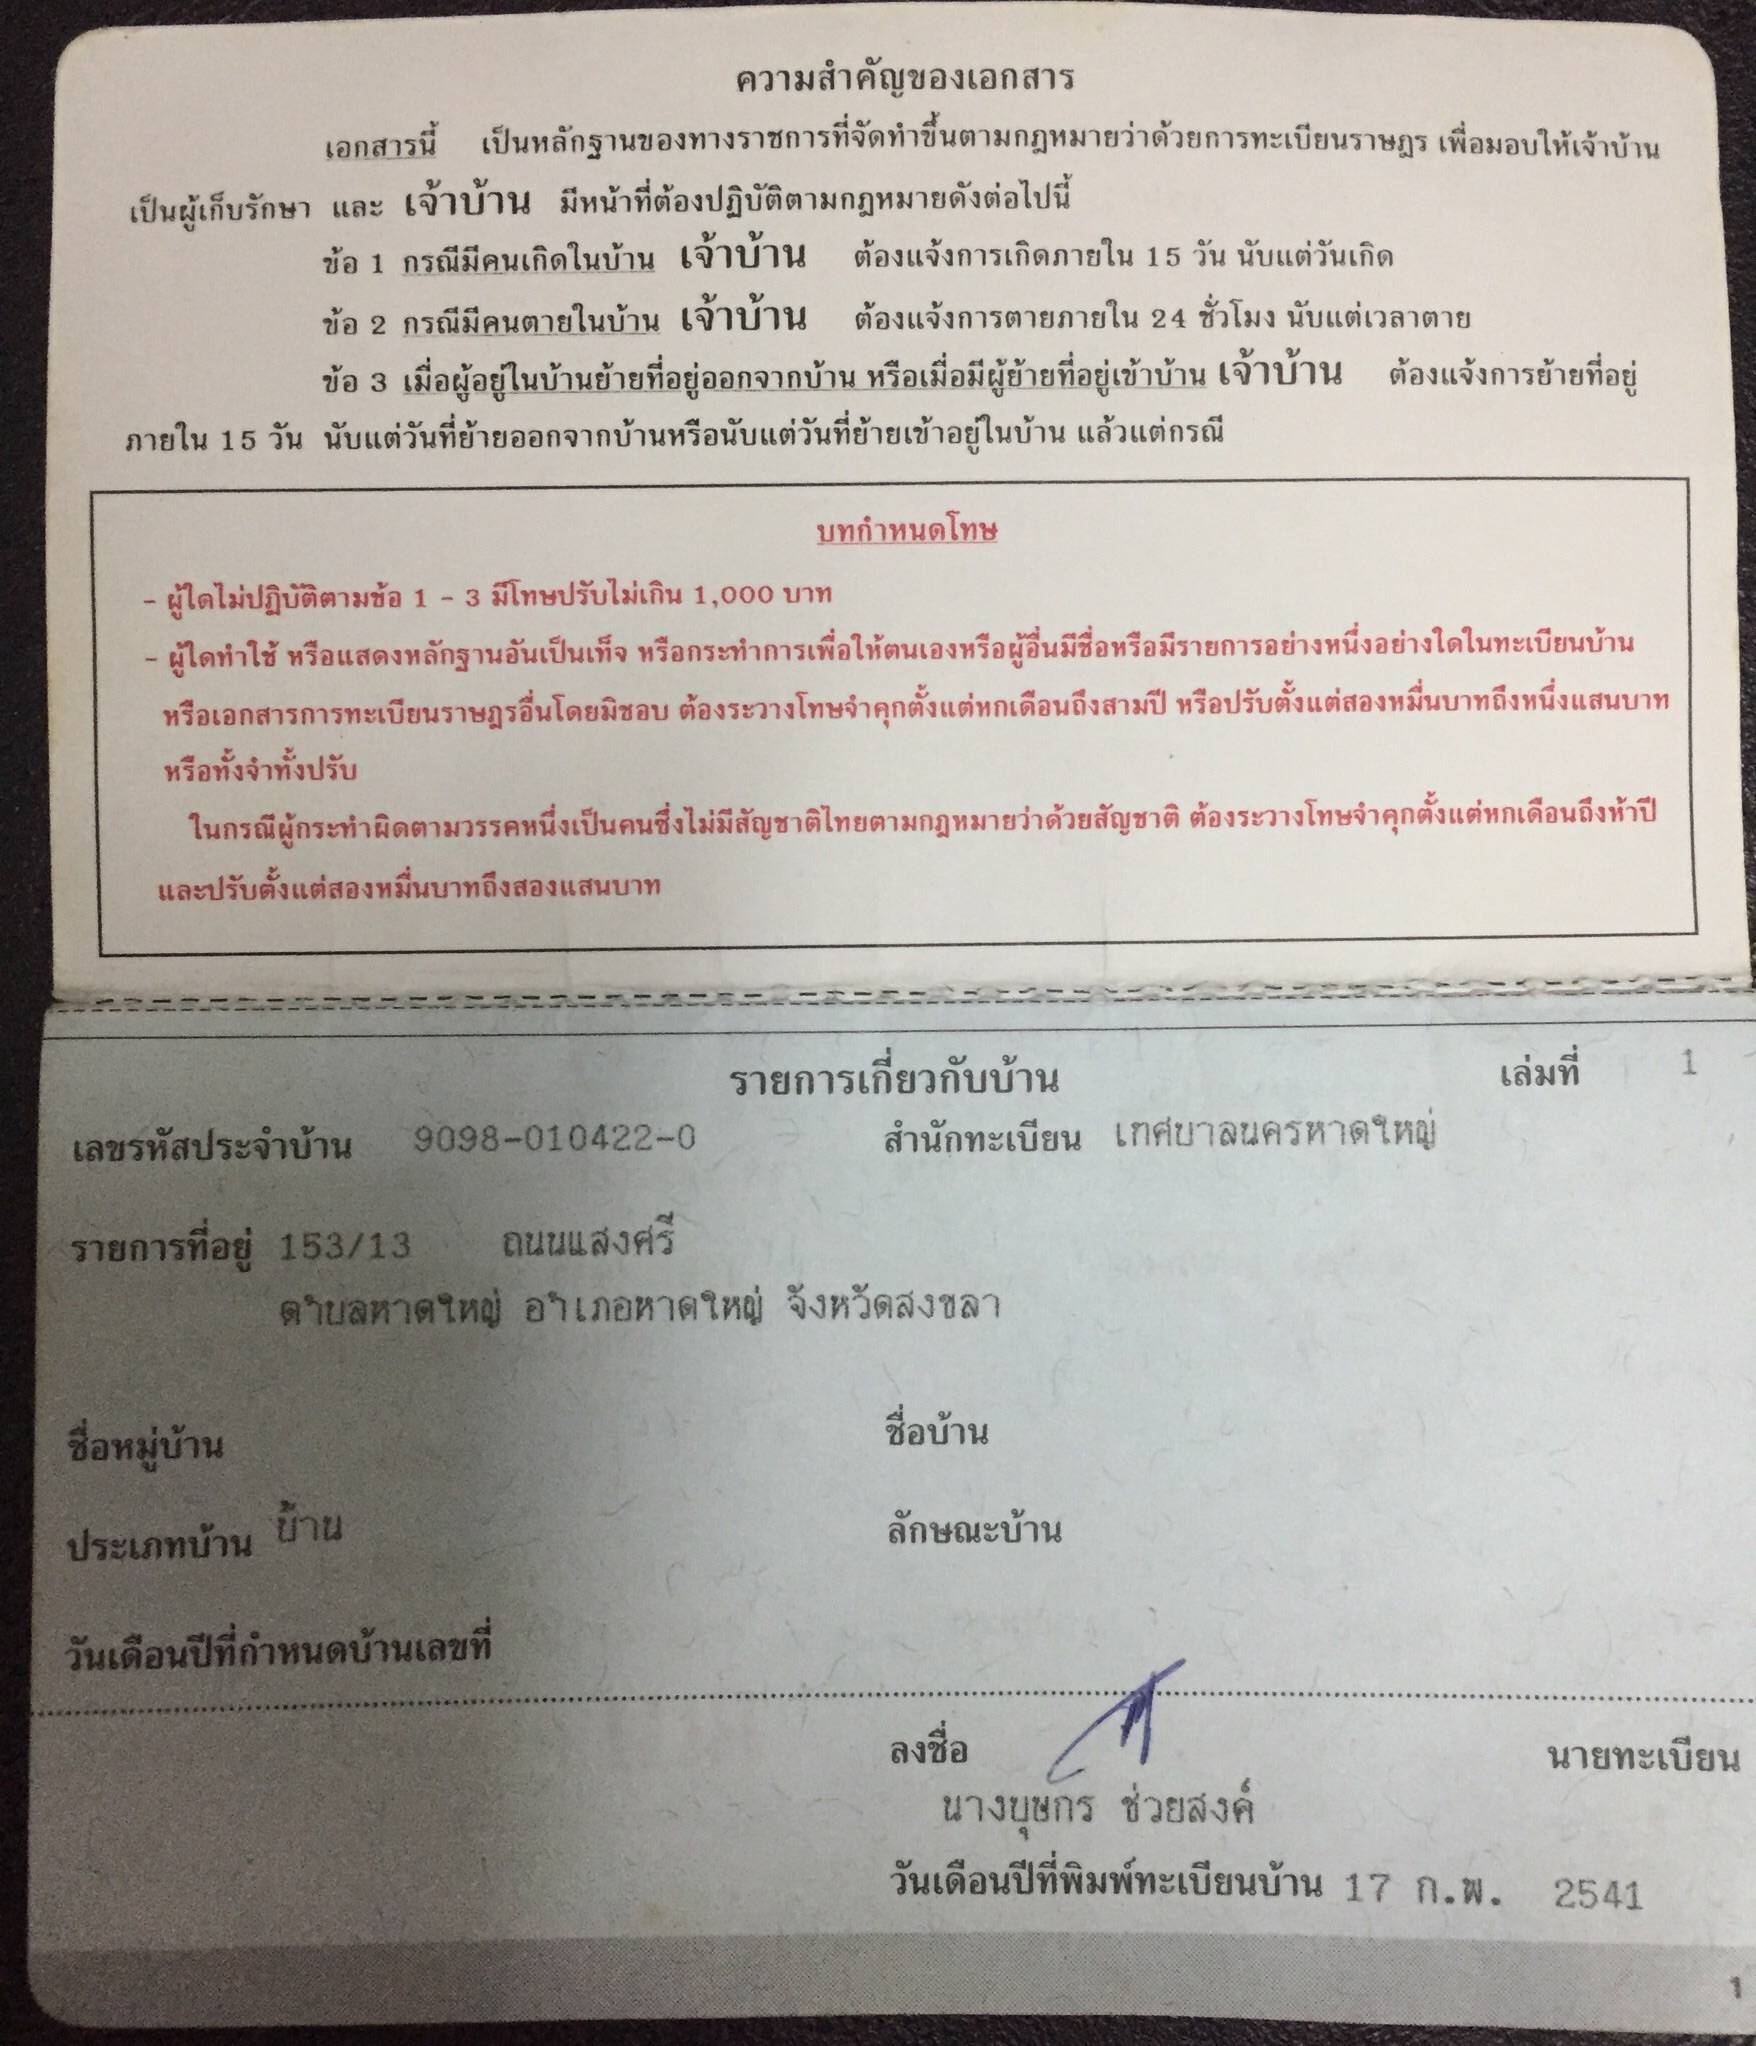 ความสำคัญของเอกสาร
เอกสารนี้ เป็นหลักฐานของทางราชการที่จัดทำขึ้นตามกฎหมายว่าด้วยการทะเบียนราษฎร เพื่อมอบให้เจ้าบ้าน
เป็นผู้เก็บรักษา และ เจ้าบ้าน มีหน้าที่ต้องปฏิบัติตามกฎหมายดังต่อไปนี้
ข้อ 1 กรณีมีคนเกิดในบ้าน เจ้าบ้าน ต้องแจ้งการเกิดภายใน 15 วัน นับแต่วันเกิด
ข้อ 2 กรณีมีคนตายในบ้าน เจ้าบ้าน ต้องแจ้งการตายภายใน 24 ชั่วโมง นับแต่เวลาตาย
ข้อ 3 เมื่อผู้อยู่ในบ้านย้ายที่อยู่ออกจากบ้าน หรือเมื่อมีผู้ย้ายที่อยู่เข้าบ้าน เจ้าบ้าน ต้องแจ้งการย้ายที่อยู่
ภายใน 15 วัน นับแต่วันที่ย้ายออกจากบ้านหรือนับแต่วันที่ย้ายเข้าอยู่ในบ้าน แล้วแต่กรณี
บทกำหนดโทษ
- ผู้ใดไม่ปฏิบัติตามข้อ 1 - 3 มีโทษปรับไม่เกิน 1,000 บาท
- ผู้ใดทำใช้ หรือแสดงหลักฐานอันเป็นเท็จ หรือกระทำการเพื่อให้ตนเองหรือผู้อื่นมีชื่อหรือมีรายการอย่างหนึ่งอย่างใดในทะเบียนบ้าน
หรือเอกสารการทะเบียนราษฎรอื่นโดยมิชอบ ต้องระวางโทษจำคุกตั้งแต่หกเดือนถึงสามปี หรือปรับตั้งแต่สองหมื่นบาทถึงหนึ่งแสนบาท
หรือทั้งจำทั้งปรับ
ในกรณีผู้กระทำผิดตามวรรคหนึ่งเป็นคนซึ่งไม่มีสัญชาติไทยตามกฎหมายว่าด้วยสัญชาติ ต้องระวางโทษจำคุกตั้งแต่หกเดือนถึงห้าปี
และปรับตั้งแต่สองหมื่นบาทถึงสองแสนบาท
รายการเกี่ยวกับบ้าน เล่มที่ 1
เลขรหัสประจำบ้าน 9098-010422-0 สำนักทะเบียน เทศบาลนครหาดใหญ่
รายการที่อยู่ 153/13 ถนนแสงศรี
ตำบลหาดใหญ่ อำเภอหาดใหญ่ จังหวัดสงขลา
ชื่อหมู่บ้าน ชื่อบ้าน
ประเภทบ้าน บ้าน ลักษณะบ้าน
วันเดือนปีที่กำหนดบ้านเลขที่
ลงชื่อ นายทะเบียน
นางบุษกร ช่วยสงค์
วันเดือนปีที่พิมพ์ทะเบียนบ้าน 17 ก.พ. 2541
1